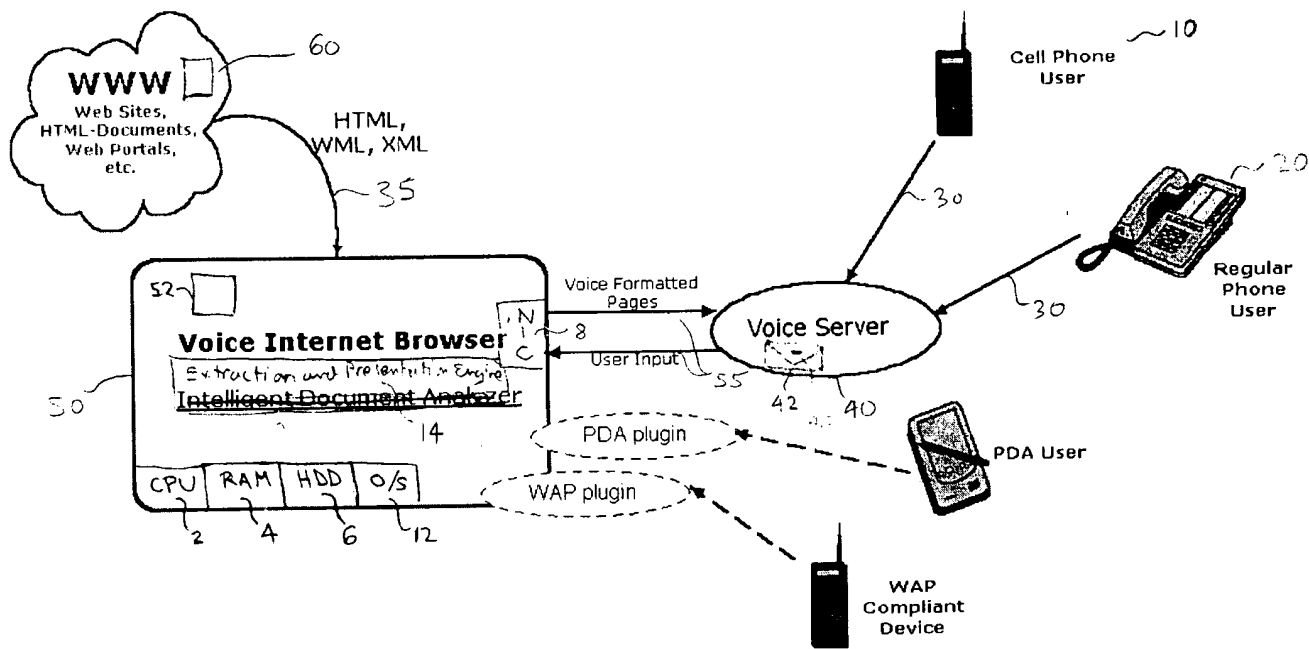 60
WWW
Web Sites,
HTML-Documents,
Web Portals,
etc.
HTML,
WML, XML
35
Cell Phone
User
10
30
20
Regular
Phone
User
30
52
Voice Internet Browser
Extraction and Presentation Engine
Intelligent Document Analyzer
14
50
N
C
8
Voice Formatted
Pages
User Input
55
Voice Server
42
40
PDA plugin
WAP plugin
PDA User
CPU
RAM
HDD
O/S
2
4
6
12
WAP
Compliant
Device